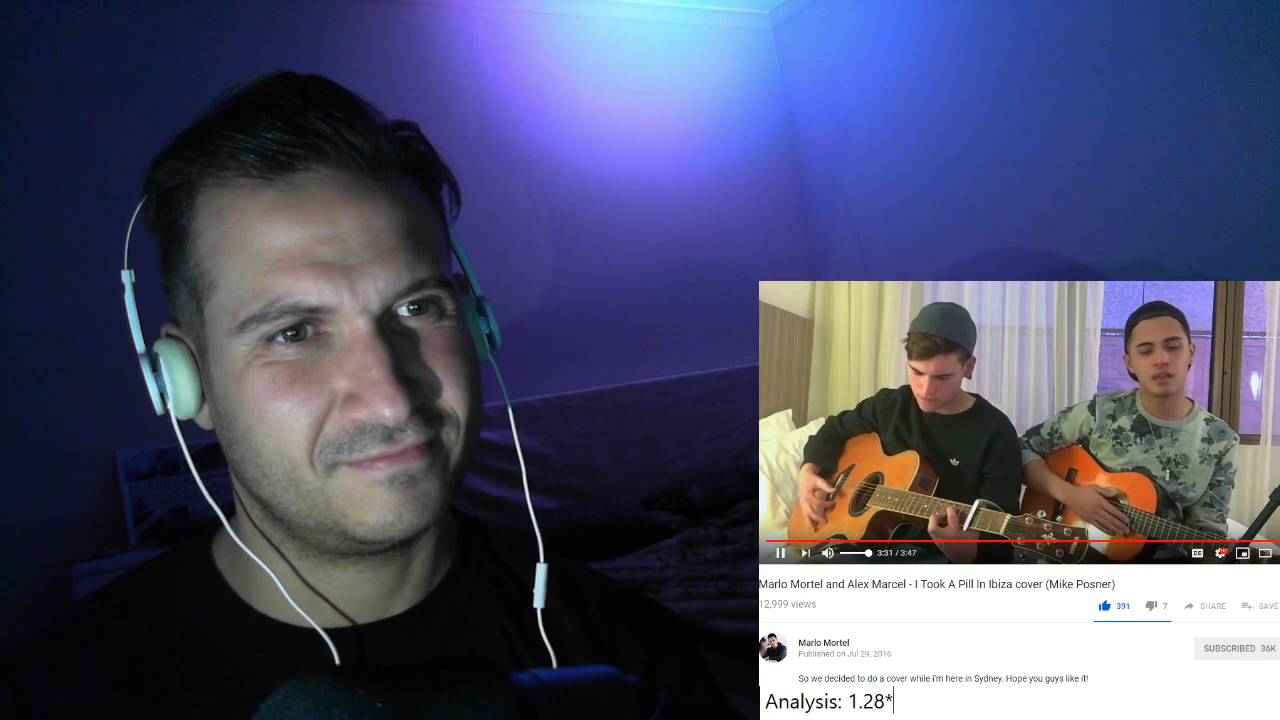 3:31 / 3:47
Marlo Mortel and Alex Marcel - I Took A Pill In Ibiza cover (Mike Posner)
12,999 views
391 7 SHARE SAVE
Marlo Mortel
Published on Jul 29, 2016
SUBSCRIBED 36K
So we decided to do a cover while i'm here in Sydney. Hope you guys like it!
Analysis: 1.28*